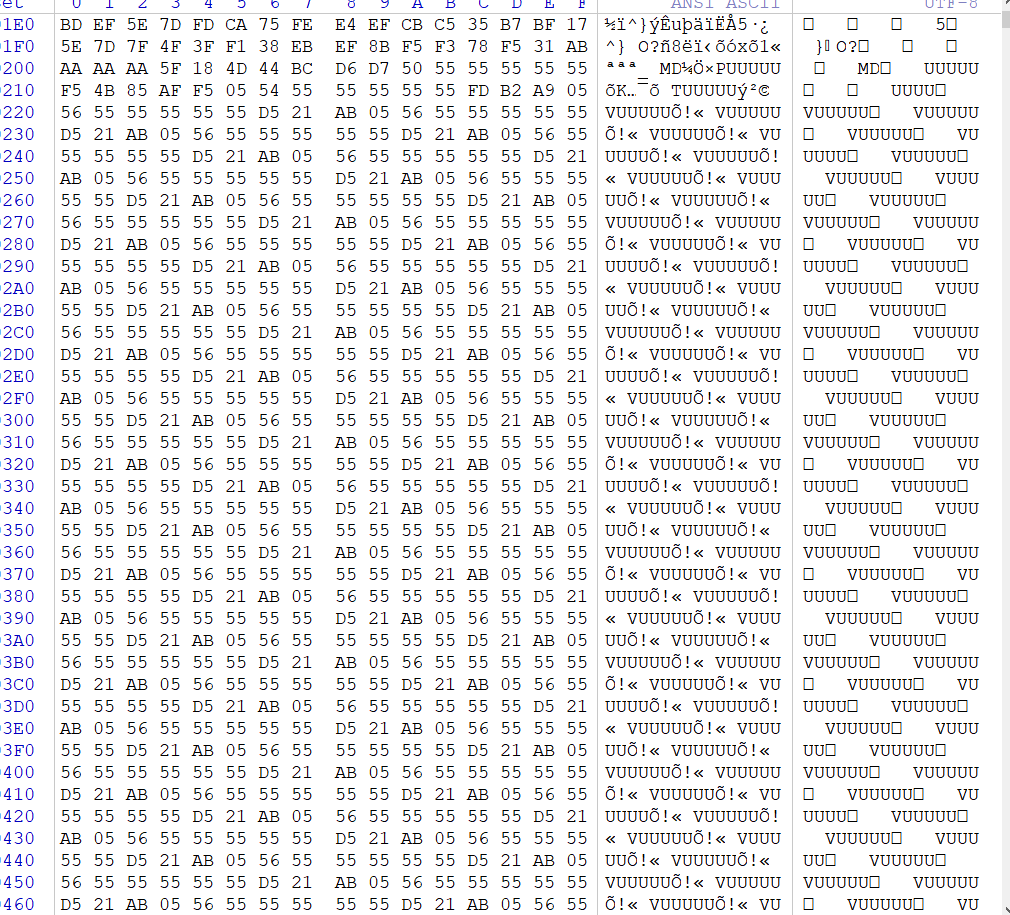 set 0 1 2 3 4 5 6 7 8 9 A B C D E F ANSI ASCII UTF-8
01E0 BD EF 5E 7D FD CA 75 FE E4 EF CB C5 35 B7 BF 17 ½ï^}ýÊuþäïËÅ5·¿ □ □ □ 5□
01F0 5E 7D 7F 4F 3F F1 38 EB EF 8B F5 F3 78 F5 31 AB ^} O?ñ8ëï‹õóxõ1« }▯ O?□ □ □
0200 AA AA AA 5F 18 4D 44 BC D6 D7 50 55 55 55 55 55 ªªª_ MD¼Ö×PUUUUU □ MD□ UUUUU
0210 F5 4B 85 AF F5 05 54 55 55 55 55 55 FD B2 A9 05 õK…¯õ TUUUUUý²© □ □ UUUU□
0220 56 55 55 55 55 55 D5 21 AB 05 56 55 55 55 55 55 VUUUUUÕ!« VUUUUU VUUUUU□ VUUUUU
0230 D5 21 AB 05 56 55 55 55 55 55 D5 21 AB 05 56 55 Õ!« VUUUUUÕ!« VU □ VUUUUU□ VU
0240 55 55 55 55 D5 21 AB 05 56 55 55 55 55 55 D5 21 UUUUÕ!« VUUUUUÕ! UUUU□ VUUUUU□
0250 AB 05 56 55 55 55 55 55 D5 21 AB 05 56 55 55 55 « VUUUUUÕ!« VUUU VUUUUU□ VUUU
0260 55 55 D5 21 AB 05 56 55 55 55 55 55 D5 21 AB 05 UUÕ!« VUUUUUÕ!« UU□ VUUUUU□
0270 56 55 55 55 55 55 D5 21 AB 05 56 55 55 55 55 55 VUUUUUÕ!« VUUUUU VUUUUU□ VUUUUU
0280 D5 21 AB 05 56 55 55 55 55 55 D5 21 AB 05 56 55 Õ!« VUUUUUÕ!« VU □ VUUUUU□ VU
0290 55 55 55 55 D5 21 AB 05 56 55 55 55 55 55 D5 21 UUUUÕ!« VUUUUUÕ! UUUU□ VUUUUU□
02A0 AB 05 56 55 55 55 55 55 D5 21 AB 05 56 55 55 55 « VUUUUUÕ!« VUUU VUUUUU□ VUUU
02B0 55 55 D5 21 AB 05 56 55 55 55 55 55 D5 21 AB 05 UUÕ!« VUUUUUÕ!« UU□ VUUUUU□
02C0 56 55 55 55 55 55 D5 21 AB 05 56 55 55 55 55 55 VUUUUUÕ!« VUUUUU VUUUUU□ VUUUUU
02D0 D5 21 AB 05 56 55 55 55 55 55 D5 21 AB 05 56 55 Õ!« VUUUUUÕ!« VU □ VUUUUU□ VU
02E0 55 55 55 55 D5 21 AB 05 56 55 55 55 55 55 D5 21 UUUUÕ!« VUUUUUÕ! UUUU□ VUUUUU□
02F0 AB 05 56 55 55 55 55 55 D5 21 AB 05 56 55 55 55 « VUUUUUÕ!« VUUU VUUUUU□ VUUU
0300 55 55 D5 21 AB 05 56 55 55 55 55 55 D5 21 AB 05 UUÕ!« VUUUUUÕ!« UU□ VUUUUU□
0310 56 55 55 55 55 55 D5 21 AB 05 56 55 55 55 55 55 VUUUUUÕ!« VUUUUU VUUUUU□ VUUUUU
0320 D5 21 AB 05 56 55 55 55 55 55 D5 21 AB 05 56 55 Õ!« VUUUUUÕ!« VU □ VUUUUU□ VU
0330 55 55 55 55 D5 21 AB 05 56 55 55 55 55 55 D5 21 UUUUÕ!« VUUUUUÕ! UUUU□ VUUUUU□
0340 AB 05 56 55 55 55 55 55 D5 21 AB 05 56 55 55 55 « VUUUUUÕ!« VUUU VUUUUU□ VUUU
0350 55 55 D5 21 AB 05 56 55 55 55 55 55 D5 21 AB 05 UUÕ!« VUUUUUÕ!« UU□ VUUUUU□
0360 56 55 55 55 55 55 D5 21 AB 05 56 55 55 55 55 55 VUUUUUÕ!« VUUUUU VUUUUU□ VUUUUU
0370 D5 21 AB 05 56 55 55 55 55 55 D5 21 AB 05 56 55 Õ!« VUUUUUÕ!« VU □ VUUUUU□ VU
0380 55 55 55 55 D5 21 AB 05 56 55 55 55 55 55 D5 21 UUUUÕ!« VUUUUUÕ! UUUU□ VUUUUU□
0390 AB 05 56 55 55 55 55 55 D5 21 AB 05 56 55 55 55 « VUUUUUÕ!« VUUU VUUUUU□ VUUU
03A0 55 55 D5 21 AB 05 56 55 55 55 55 55 D5 21 AB 05 UUÕ!« VUUUUUÕ!« UU□ VUUUUU□
03B0 56 55 55 55 55 55 D5 21 AB 05 56 55 55 55 55 55 VUUUUUÕ!« VUUUUU VUUUUU□ VUUUUU
03C0 D5 21 AB 05 56 55 55 55 55 55 D5 21 AB 05 56 55 Õ!« VUUUUUÕ!« VU □ VUUUUU□ VU
03D0 55 55 55 55 D5 21 AB 05 56 55 55 55 55 55 D5 21 UUUUÕ!« VUUUUUÕ! UUUU□ VUUUUU□
03E0 AB 05 56 55 55 55 55 55 D5 21 AB 05 56 55 55 55 « VUUUUUÕ!« VUUU VUUUUU□ VUUU
03F0 55 55 D5 21 AB 05 56 55 55 55 55 55 D5 21 AB 05 UUÕ!« VUUUUUÕ!« UU□ VUUUUU□
0400 56 55 55 55 55 55 D5 21 AB 05 56 55 55 55 55 55 VUUUUUÕ!« VUUUUU VUUUUU□ VUUUUU
0410 D5 21 AB 05 56 55 55 55 55 55 D5 21 AB 05 56 55 Õ!« VUUUUUÕ!« VU □ VUUUUU□ VU
0420 55 55 55 55 D5 21 AB 05 56 55 55 55 55 55 D5 21 UUUUÕ!« VUUUUUÕ! UUUU□ VUUUUU□
0430 AB 05 56 55 55 55 55 55 D5 21 AB 05 56 55 55 55 « VUUUUUÕ!« VUUU VUUUUU□ VUUU
0440 55 55 D5 21 AB 05 56 55 55 55 55 55 D5 21 AB 05 UUÕ!« VUUUUUÕ!« UU□ VUUUUU□
0450 56 55 55 55 55 55 D5 21 AB 05 56 55 55 55 55 55 VUUUUUÕ!« VUUUUU VUUUUU□ VUUUUU
0460 D5 21 AB 05 56 55 55 55 55 55 D5 21 AB 05 56 55 Õ!« VUUUUUÕ!« VU □ VUUUUU□ VU